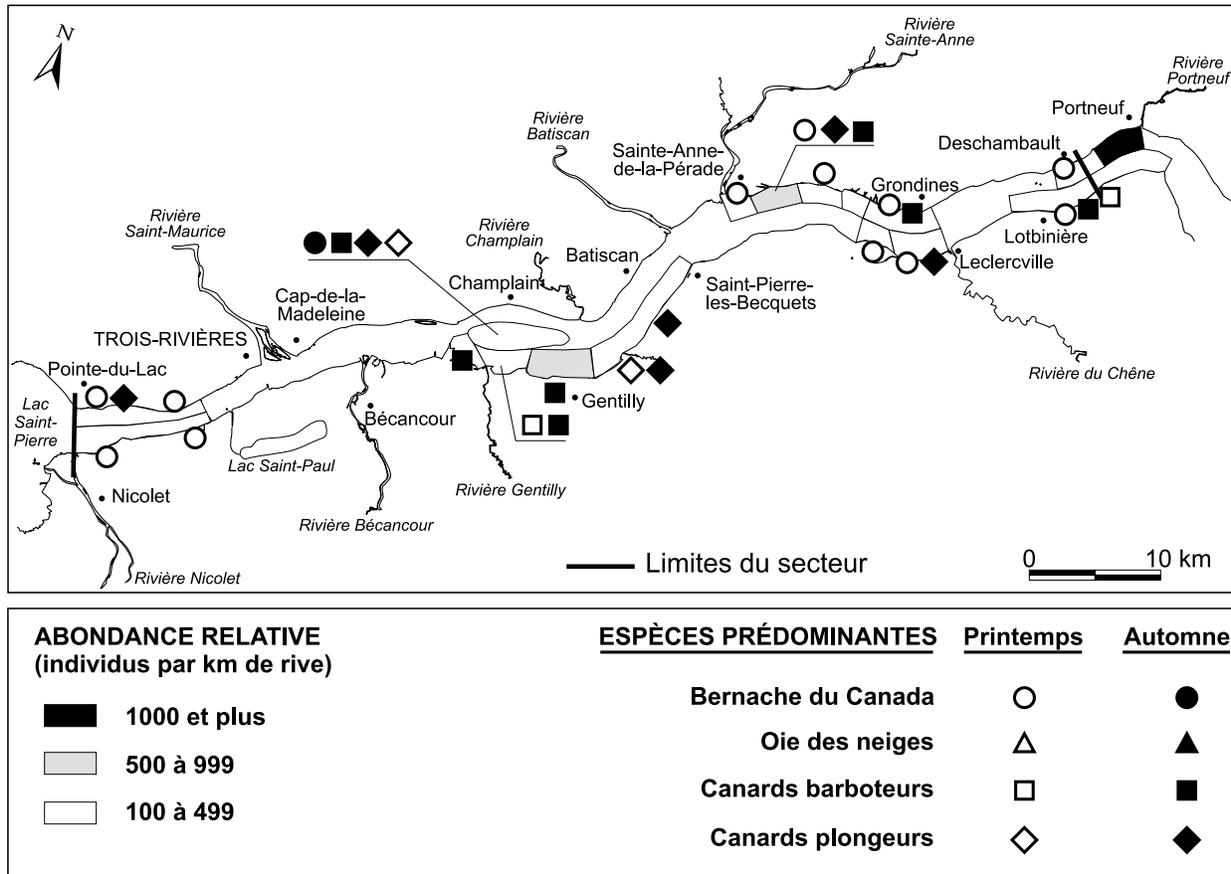 N
Rivière
Sainte-Anne
Rivière
Portneuf
Portneuf
Rivière
Batiscan
Deschambault
Sainte-Anne-
de-la-Pérade
Grondines
Rivière
Saint-Maurice
Rivière
Champlain
Lotbinière
Batiscan
Leclercville
Champlain
Saint-Pierre-
les-Becquets
Cap-de-la-
Madeleine
TROIS-RIVIÈRES
Pointe-du-Lac
Rivière du Chêne
Lac
Saint-
Pierre
Bécancour
Gentilly
Lac Saint-Paul
Rivière Gentilly
Nicolet
Rivière Bécancour
Rivière Nicolet
Limites du secteur
0 10 km
ABONDANCE RELATIVE
(individus par km de rive)
1000 et plus
500 à 999
100 à 499
ESPÈCES PRÉDOMINANTES Printemps Automne
Bernache du Canada
Oie des neiges
Canards barboteurs
Canards plongeurs